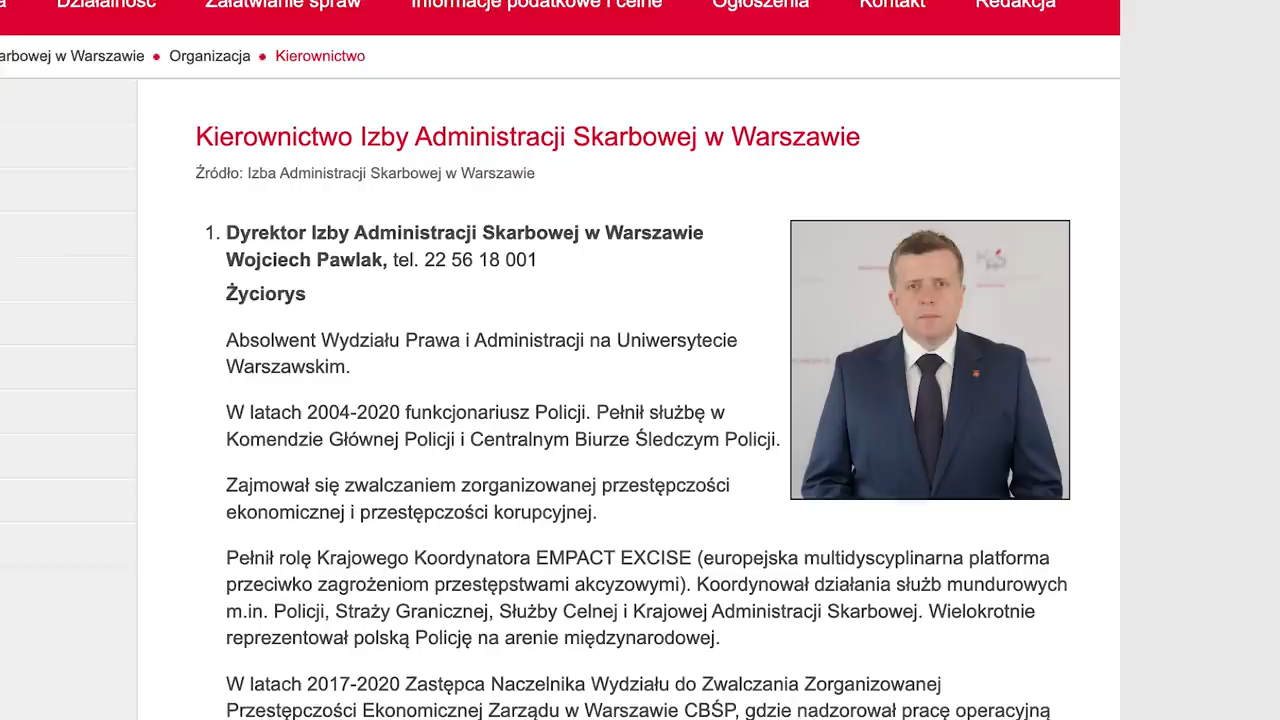 Działalność Załatwianie spraw Informacje podatkowe i celne Ogłoszenia Kontakt Redakcja
w Warszawie • Organizacja • Kierownictwo
Kierownictwo Izby Administracji Skarbowej w Warszawie
Źródło: Izba Administracji Skarbowej w Warszawie
1. Dyrektor Izby Administracji Skarbowej w Warszawie
Wojciech Pawlak, tel. 22 56 18 001
Życiorys
Absolwent Wydziału Prawa i Administracji na Uniwersytecie
Warszawskim.
W latach 2004-2020 funkcjonariusz Policji. Pełnił służbę w
Komendzie Głównej Policji i Centralnym Biurze Śledczym Policji.
Zajmował się zwalczaniem zorganizowanej przestępczości
ekonomicznej i przestępczości korupcyjnej.
Pełnił rolę Krajowego Koordynatora EMPACT EXCISE (europejska multidyscyplinarna platforma
przeciwko zagrożeniom przestępstwami akcyzowymi). Koordynował działania służb mundurowych
m.in. Policji, Straży Granicznej, Służby Celnej i Krajowej Administracji Skarbowej. Wielokrotnie
reprezentował polską Policję na arenie międzynarodowej.
W latach 2017-2020 Zastępca Naczelnika Wydziału do Zwalczania Zorganizowanej
Przestępczości Ekonomicznej Zarządu w Warszawie CBŚP, gdzie nadzorował pracę operacyjną